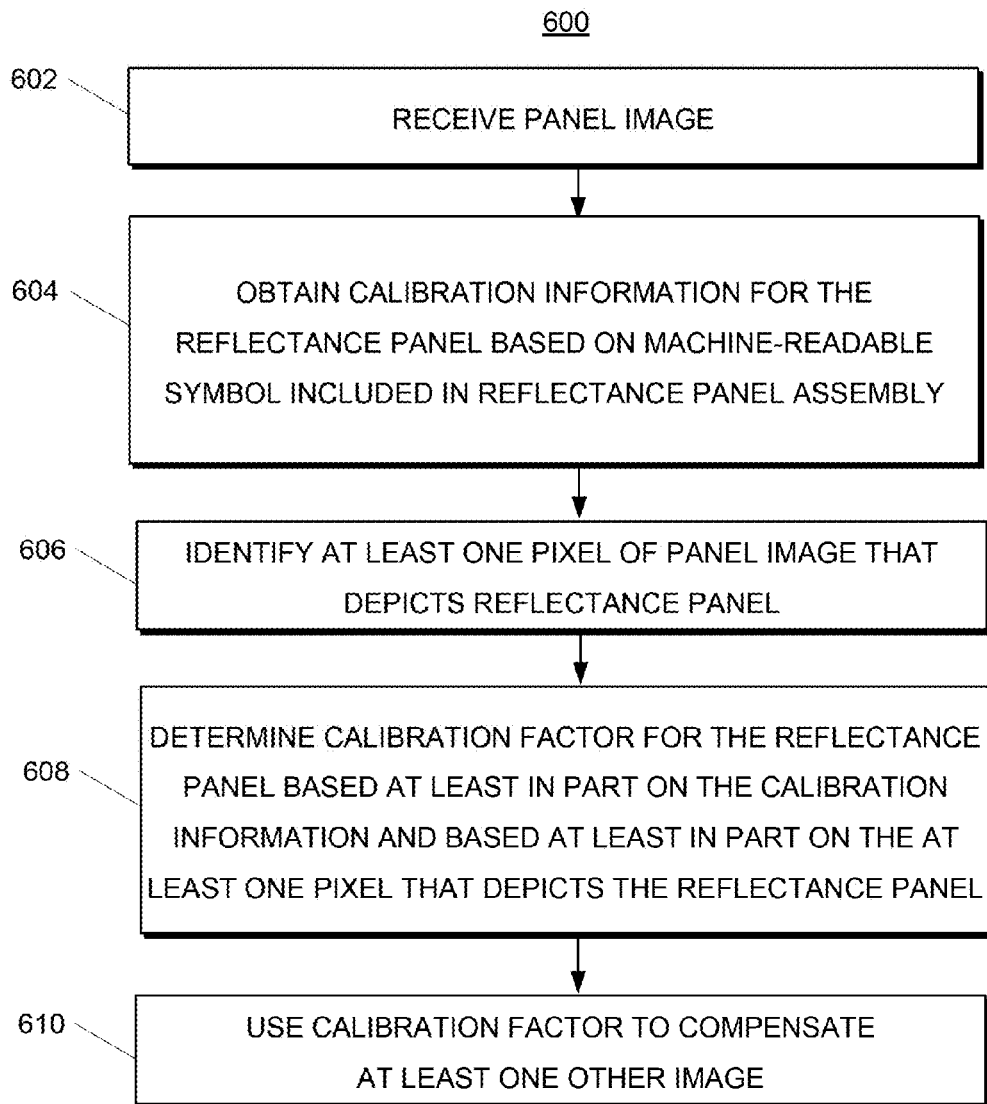 600
602
RECEIVE PANEL IMAGE
604
OBTAIN CALIBRATION INFORMATION FOR THE
REFLECTANCE PANEL BASED ON MACHINE-READABLE
SYMBOL INCLUDED IN REFLECTANCE PANEL ASSEMBLY
606
IDENTIFY AT LEAST ONE PIXEL OF PANEL IMAGE THAT
DEPICTS REFLECTANCE PANEL
608
DETERMINE CALIBRATION FACTOR FOR THE REFLECTANCE
PANEL BASED AT LEAST IN PART ON THE CALIBRATION
INFORMATION AND BASED AT LEAST IN PART ON THE AT
LEAST ONE PIXEL THAT DEPICTS THE REFLECTANCE PANEL
610
USE CALIBRATION FACTOR TO COMPENSATE
AT LEAST ONE OTHER IMAGE